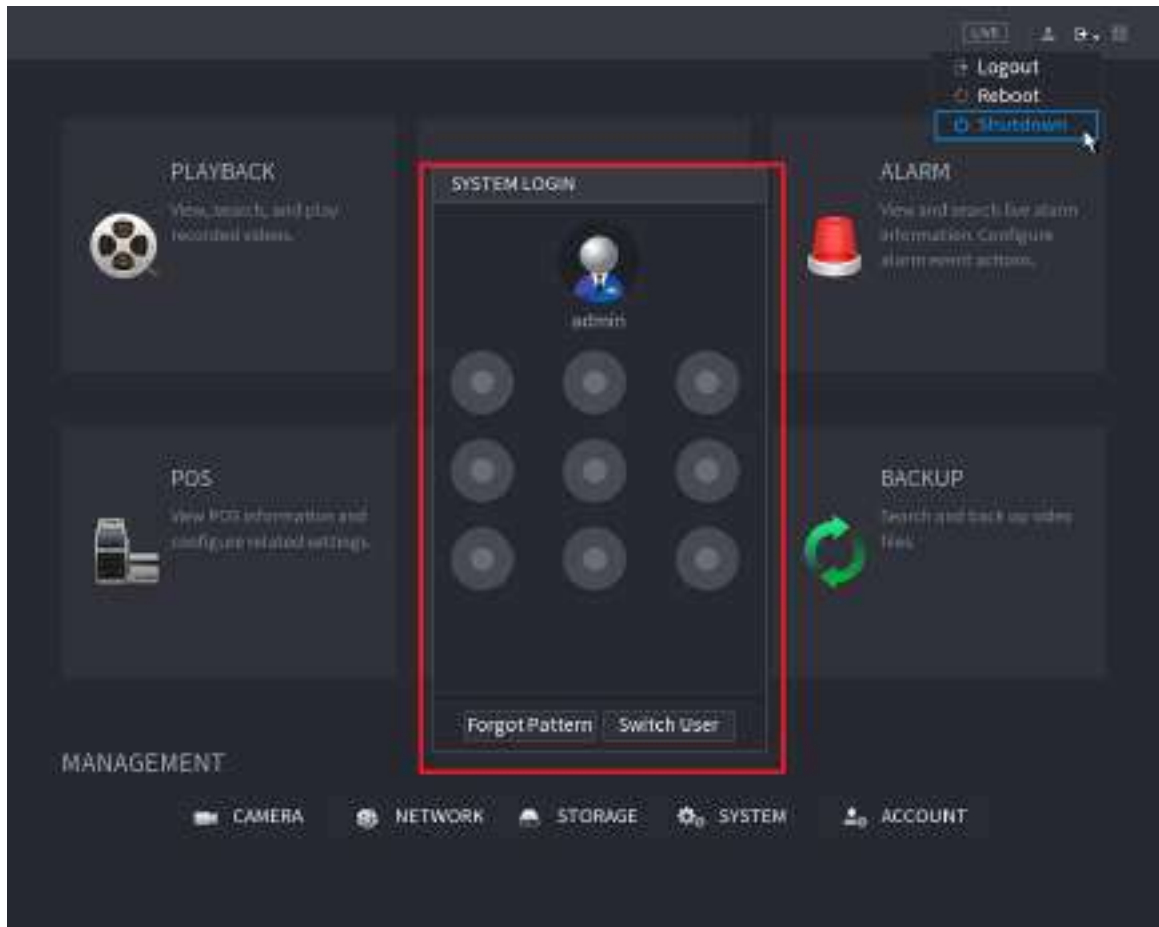 LIVE
Logout
Reboot
Shutdown
PLAYBACK
View, search, and play
recorded videos.
SYSTEM LOGIN
admin
Forgot Pattern
Switch User
ALARM
View and search live alarm
information. Configure
alarm event actions.
POS
View POS information and
configure related settings.
BACKUP
Search and back up video
files.
MANAGEMENT
CAMERA
NETWORK
STORAGE
SYSTEM
ACCOUNT